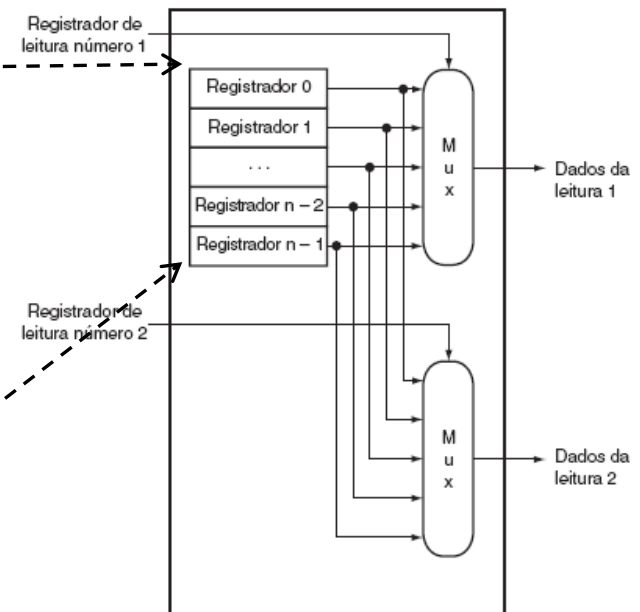 Registrador de
leitura número 1
Registrador 0
Registrador 1
. . .
Registrador n – 2
Registrador n – 1
M
u
x
Dados da
leitura 1
Registrador de
leitura número 2
M
u
x
Dados da
leitura 2